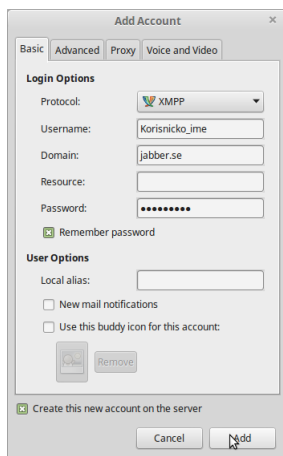 Add Account ×
Basic Advanced Proxy Voice and Video
Login Options
Protocol: XMPP
Username: Korisnicko_ime
Domain: jabber.se
Resource:
Password: •••••••••
Remember password
User Options
Local alias:
New mail notifications
Use this buddy icon for this account:
Remove
Create this new account on the server
Cancel Add